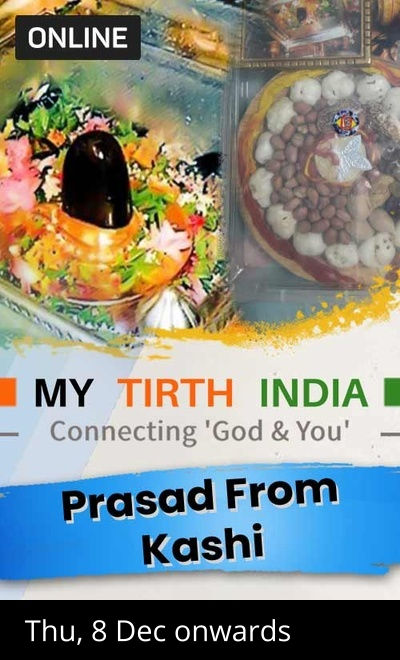 ONLINE
MY TIRTH INDIA
Connecting 'God & You'
Prasad From
Kashi
Thu, 8 Dec onwards